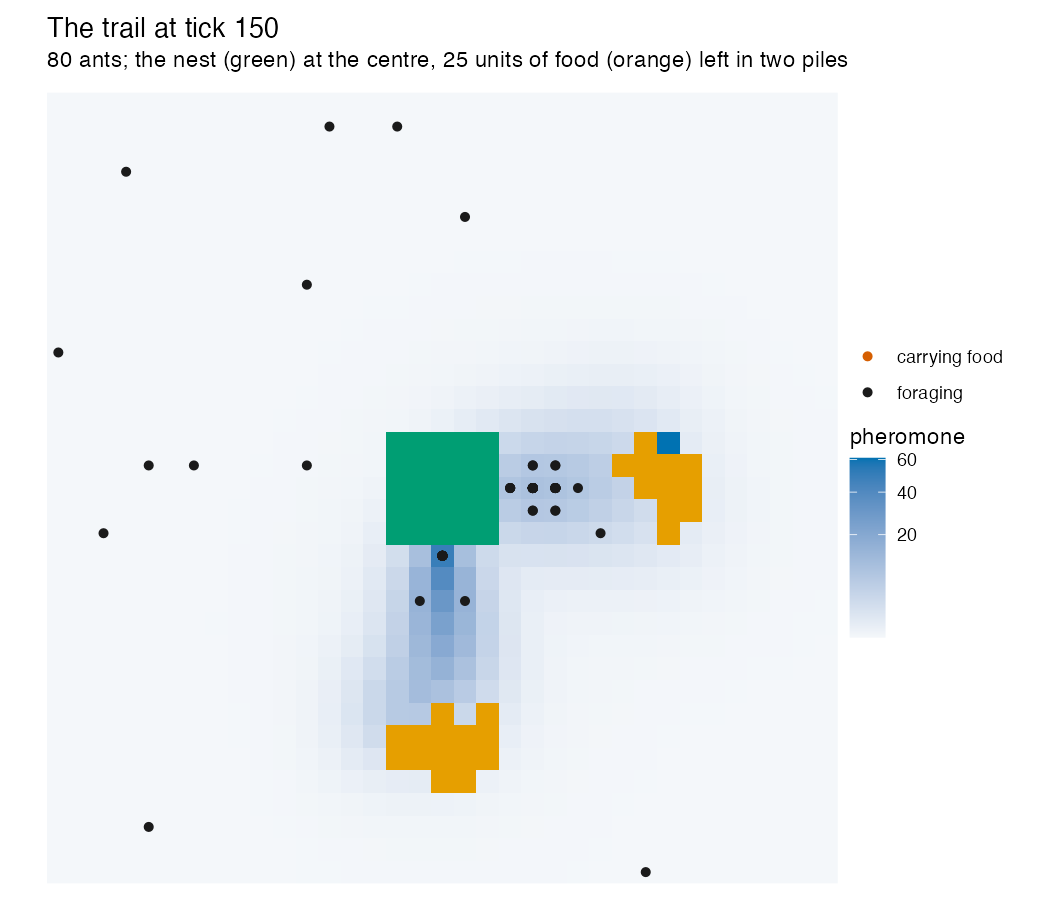 The trail at tick 150
80 ants; the nest (green) at the centre, 25 units of food (orange) left in two piles
carrying food
foraging
pheromone
60
40
20